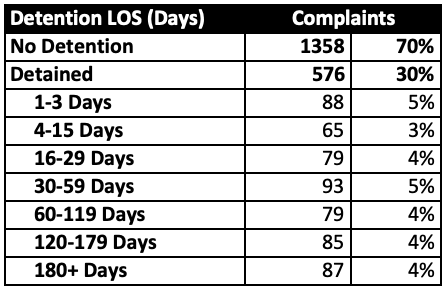 Detention LOS (Days) Complaints
No Detention 1358 70%
Detained 576 30%
1-3 Days 88 5%
4-15 Days 65 3%
16-29 Days 79 4%
30-59 Days 93 5%
60-119 Days 79 4%
120-179 Days 85 4%
180+ Days 87 4%